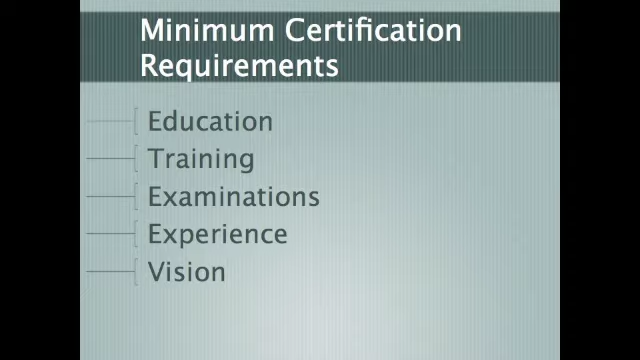 Minimum Certification
Requirements
Education
Training
Examinations
Experience
Vision